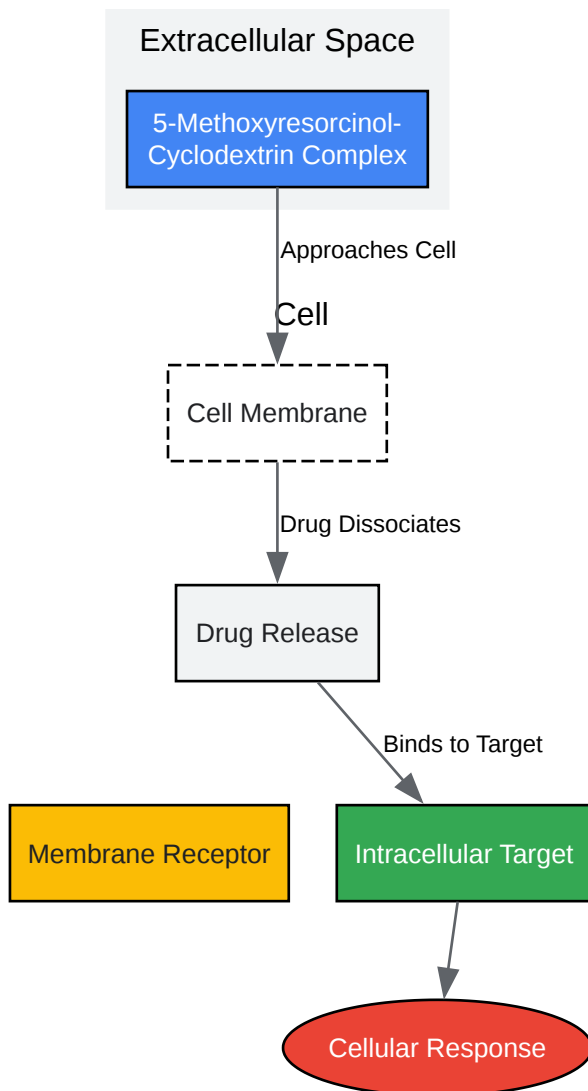 Extracellular Space
5-Methoxyresorcinol-
Cyclodextrin Complex
Approaches Cell
Cell
Cell Membrane
Drug Dissociates
Drug Release
Binds to Target
Membrane Receptor
Intracellular Target
Cellular Response